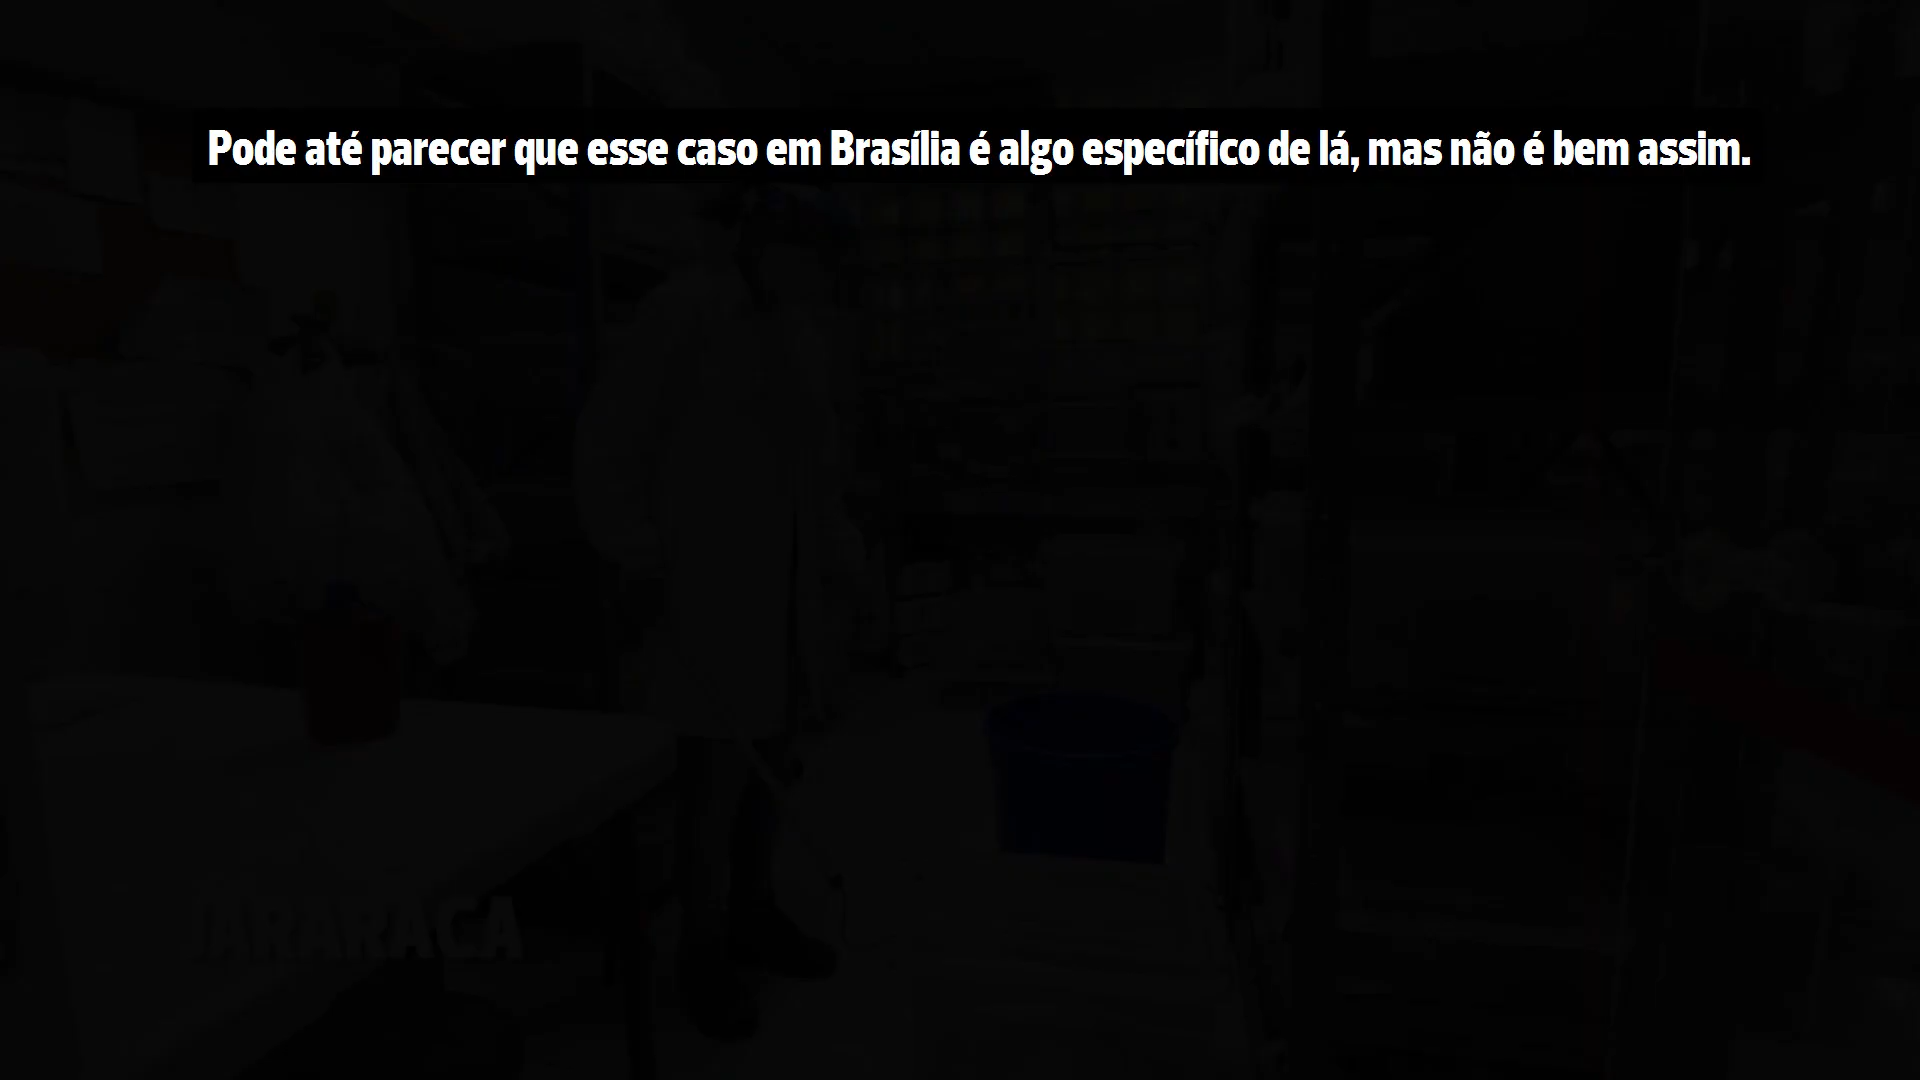 Pode até parecer que esse caso em Brasília é algo específico de lá, mas não é bem assim.
JARARACA